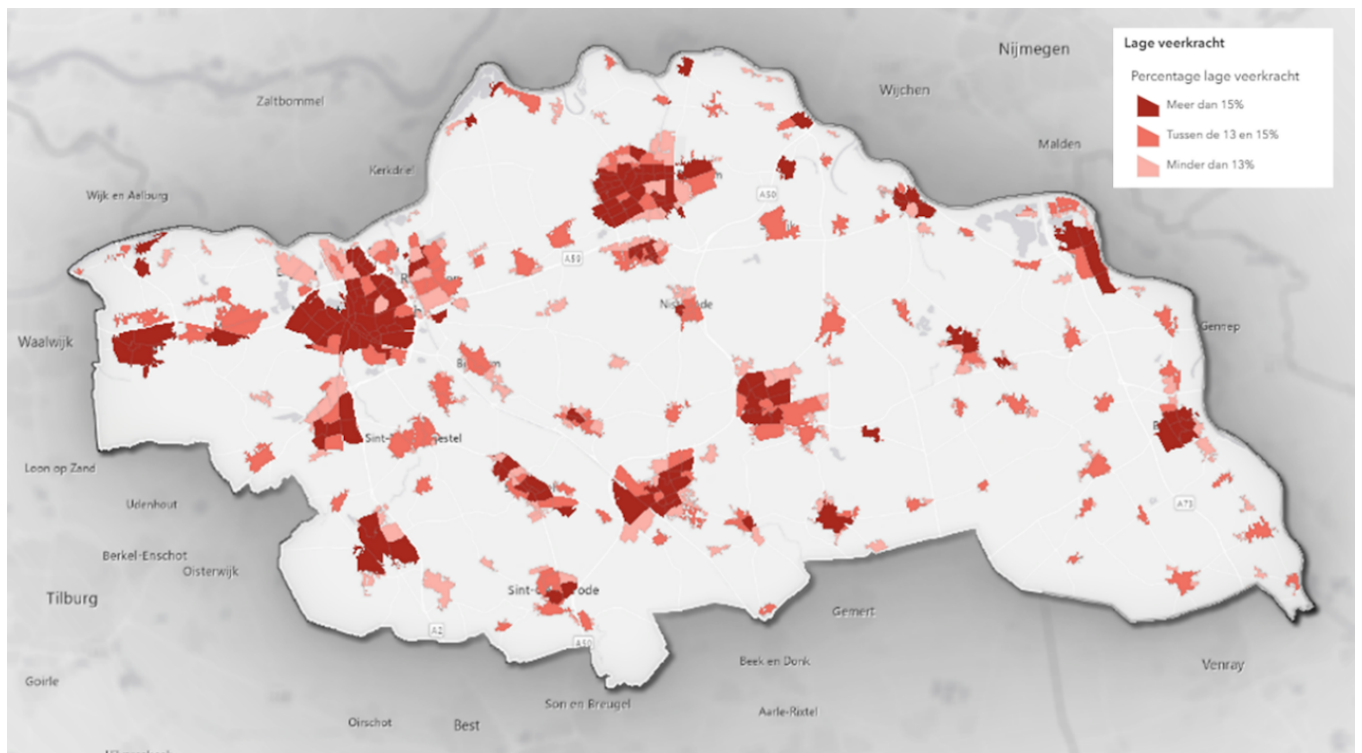 Nijmegen
Lage veerkracht
Percentage lage veerkracht
Meer dan 15%
Tussen de 13 en 15%
Minder dan 13%
Wijchen
Zaltbommel
Malden
Kerkdriel
Wijk en Aalburg
A50
A59
Waalwijk
Gennep
Loon op Zand
Udenhout
A73
Berkel-Enschot
Oisterwijk
Tilburg
Gemert
A2
A50
Beek en Donk
Venray
Goirle
Son en Breugel
Aarle-Rixtel
Oirschot
Best